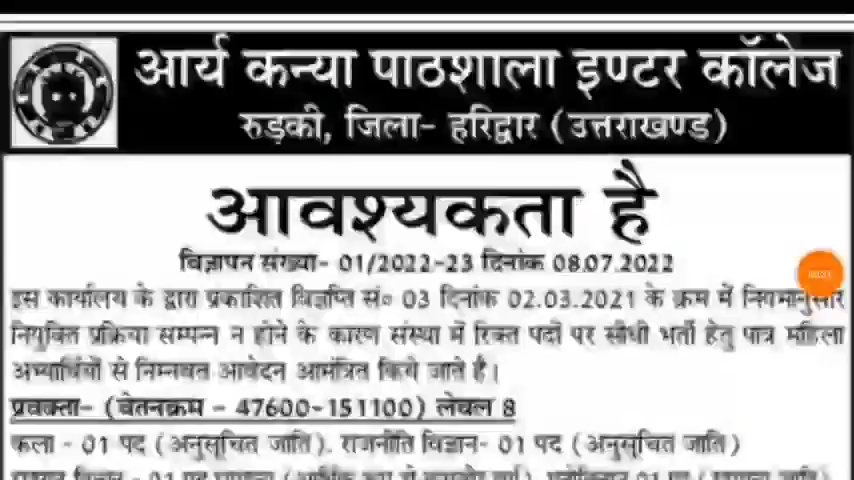 आर्य कन्या पाठशाला इण्टर कॉलेज
रुड़की, जिला- हरिद्वार (उत्तराखण्ड)
आवश्यकता है
विज्ञापन संख्या- 01/2022-23 दिनांक 08.07.2022
इस कार्यालय के द्वारा प्रकाशित विज्ञप्ति सं० 03 दिनांक 02.03.2021 के क्रम में नियमानुसार
नियुक्ति प्रक्रिया सम्पन्न न होने के कारण संस्था में रिक्त पदों पर सीधी भर्ती हेतु पात्र महिला
अभ्यार्थियों से निम्नवत आवेदन आमंत्रित किये जाते है।
प्रवक्ता- (वेतनक्रम - 47600-151100) लेवल 8
कला - 01 पद (अनुसूचित जाति). राजनीति विज्ञान- 01 पद (अनुसूचित जाति)